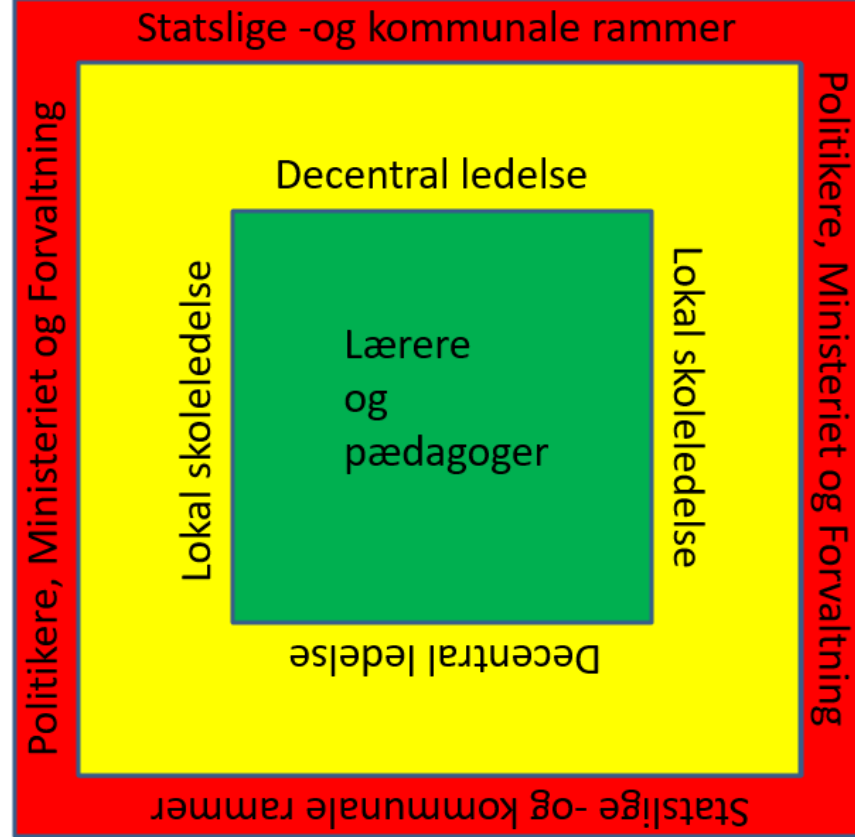 Statslige -og kommunale rammer
Politikere, Ministeriet og Forvaltning
Politikere, Ministeriet og Forvaltning
Decentral ledelse
Lokal skoleledelse
Lokal skoleledelse
Lærere
og
pædagoger
Decentral ledelse
Statslige -og kommunale rammer